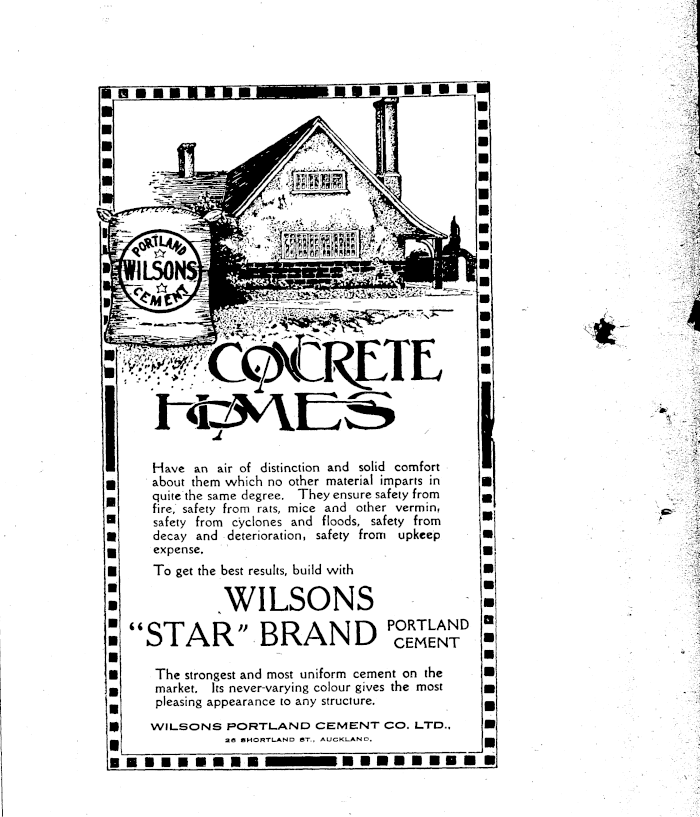 PORTLAND
WILSONS
CEMENT
CONCRETE
HOMES
Have an air of distinction and solid comfort
about them which no other material imparts in
quite the same degree. They ensure safety from
fire, safety from rats, mice and other vermin,
safety from cyclones and floods, safety from
decay and deterioration, safety from upkeep
expense.
To get the best results, build with
WILSONS
“STAR” BRAND PORTLAND
CEMENT
The strongest and most uniform cement on the
market. Its never-varying colour gives the most
pleasing appearance to any structure.
WILSONS PORTLAND CEMENT CO. LTD.,
26 SHORTLAND ST., AUCKLAND.